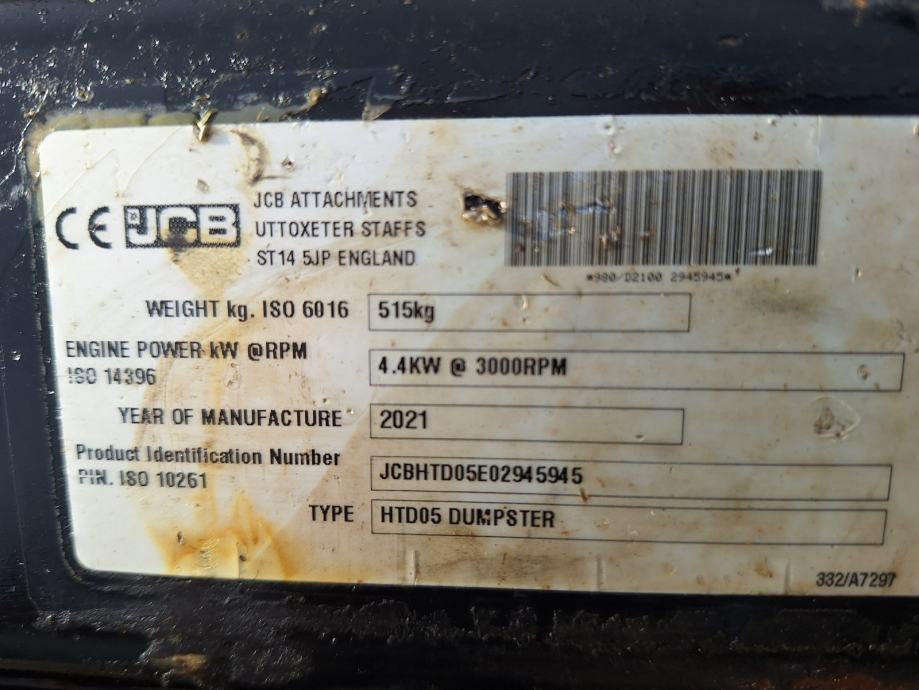 CE JCB
JCB ATTACHMENTS
UTTOXETER STAFFS
ST14 5JP ENGLAND
*980/D2100 2945945*
WEIGHT kg. ISO 6016 515kg
ENGINE POWER kW @RPM
ISO 14396
4.4KW @ 3000RPM
YEAR OF MANUFACTURE 2021
Product Identification Number
PIN. ISO 10261
JCBHTD05E02945945
TYPE HTD05 DUMPSTER
332/A7297